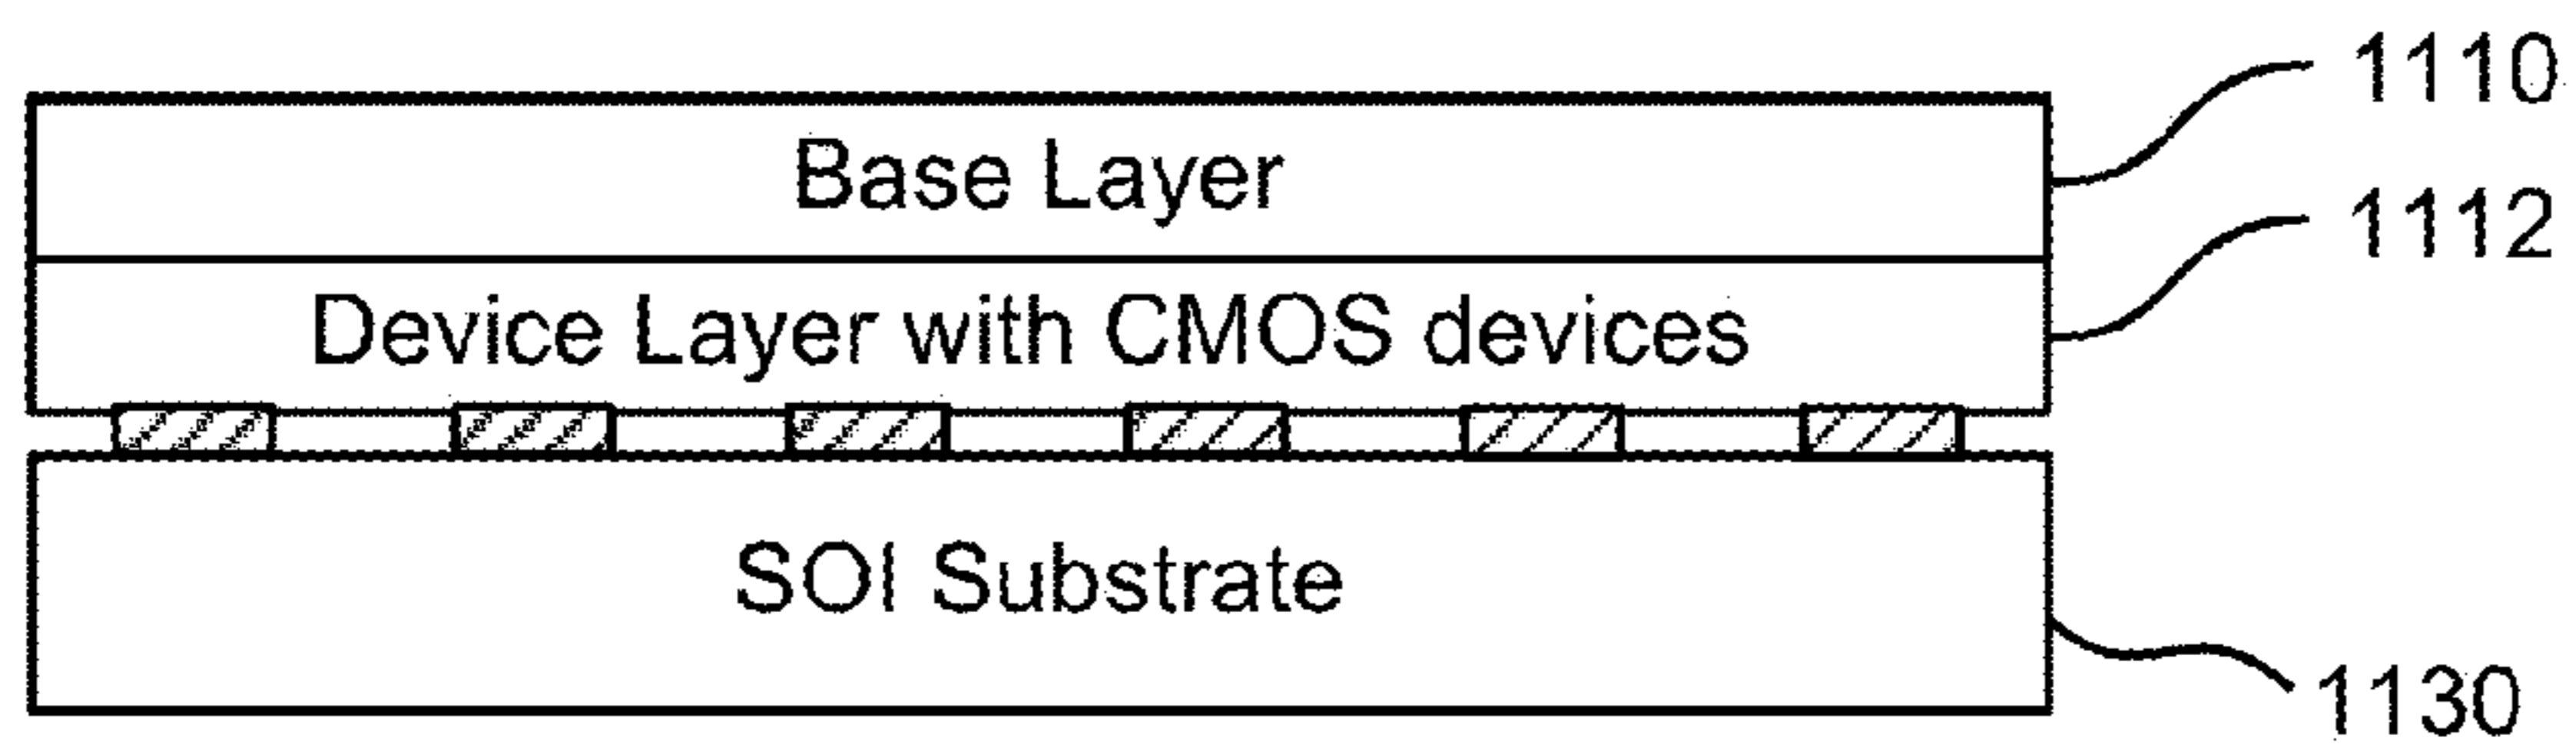 1110
Base Layer
1112
Device Layer with CMOS devices
SOI Substrate
1130